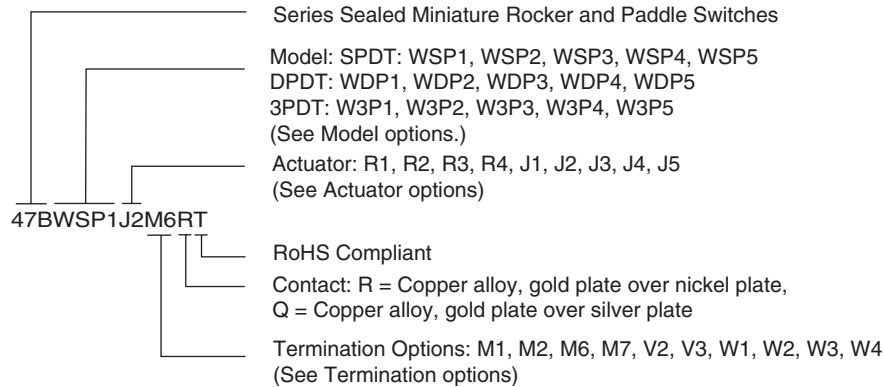 Series Sealed Miniature Rocker and Paddle Switches
Model: SPDT: WSP1, WSP2, WSP3, WSP4, WSP5
DPDT: WDP1, WDP2, WDP3, WDP4, WDP5
3PDT: W3P1, W3P2, W3P3, W3P4, W3P5
(See Model options.)
Actuator: R1, R2, R3, R4, J1, J2, J3, J4, J5
(See Actuator options)
47BWSP1J2M6RT
RoHS Compliant
Contact: R = Copper alloy, gold plate over nickel plate,
Q = Copper alloy, gold plate over silver plate
Termination Options: M1, M2, M6, M7, V2, V3, W1, W2, W3, W4
(See Termination options)